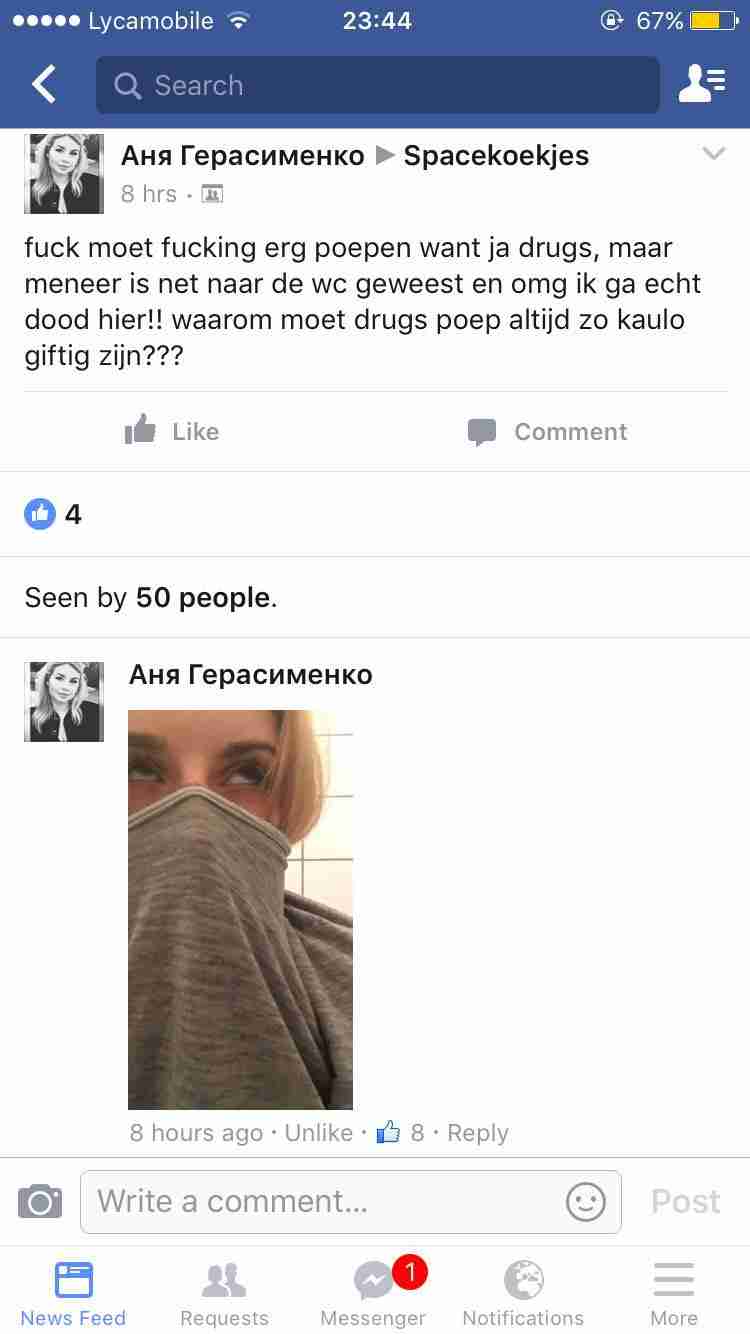 Lycamobile 23:44 67%
Search
Аня Герасименко ▶ Spacekoekjes
8 hrs ·
fuck moet fucking erg poepen want ja drugs, maar
meneer is net naar de wc geweest en omg ik ga echt
dood hier!! waarom moet drugs poep altijd zo kaulo
giftig zijn???
Like Comment
4
Seen by 50 people.
Аня Герасименко
8 hours ago · Unlike · 8 · Reply
Write a comment... Post
1
News Feed Requests Messenger Notifications More